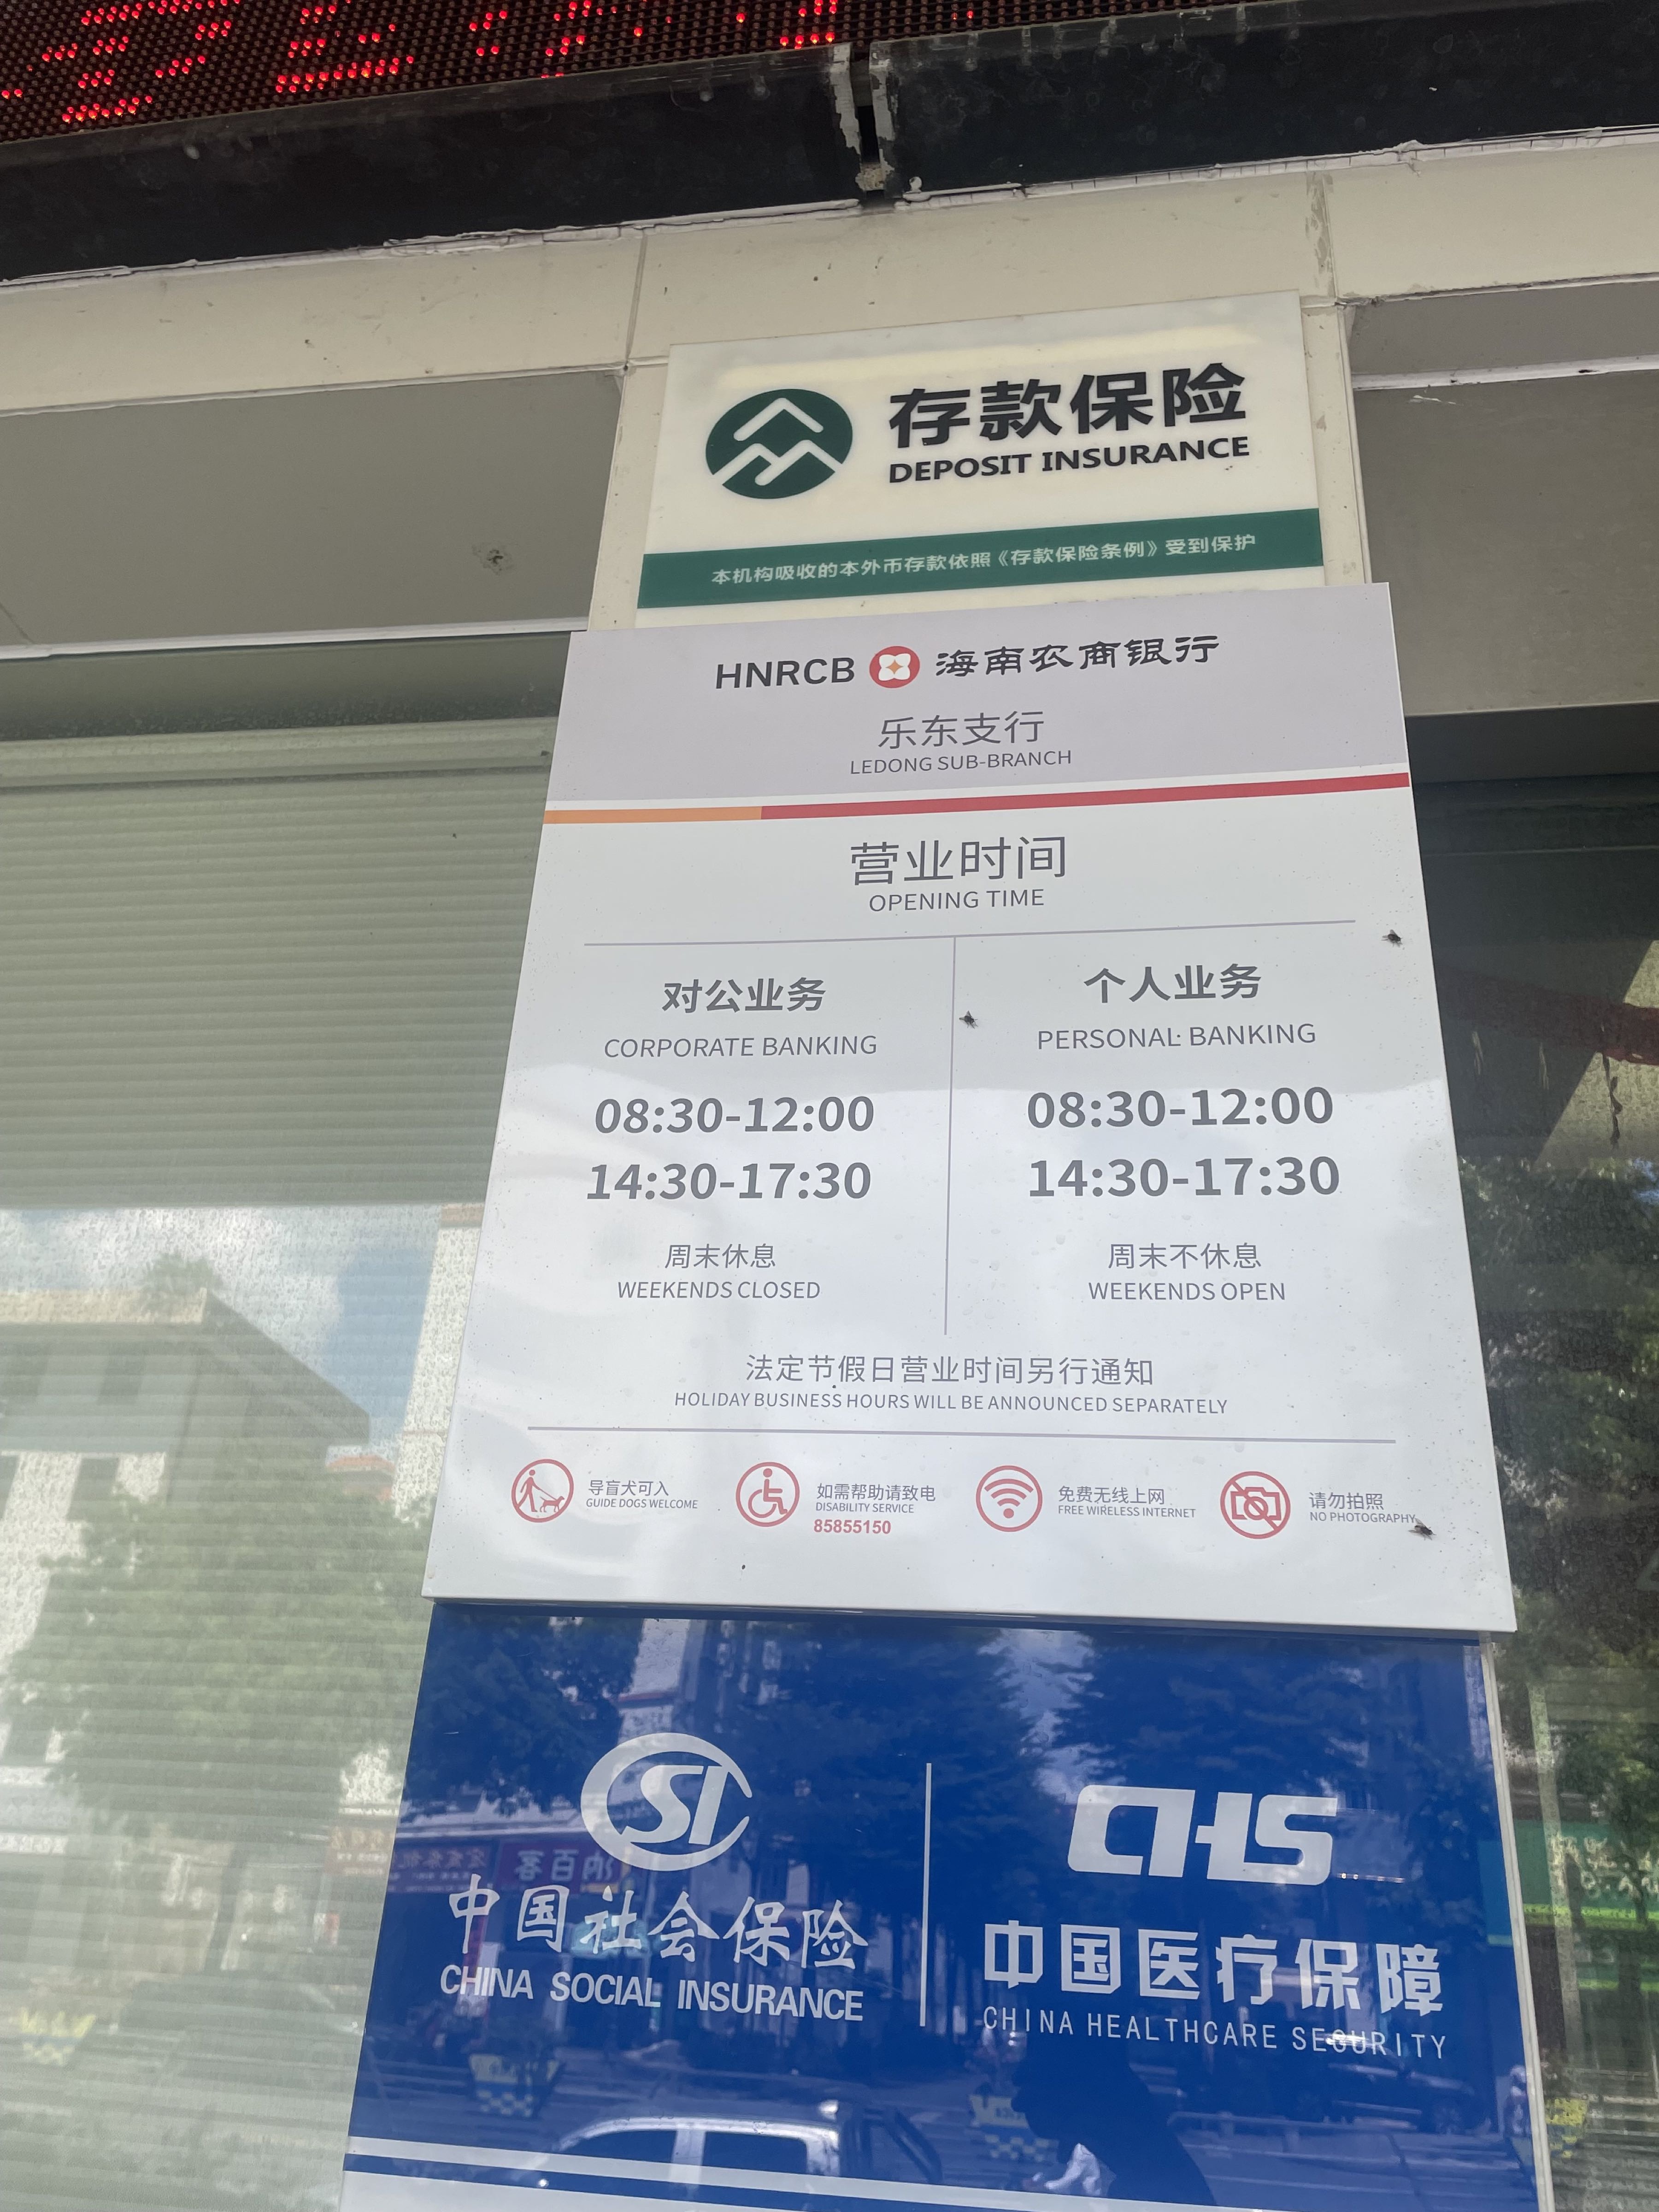 存款保险
DEPOSIT INSURANCE
本机构吸收的本外币存款依照《存款保险条例》受到保护
HNRCB 海南农商银行
乐东支行
LEDONG SUB-BRANCH
营业时间
OPENING TIME
对公业务
CORPORATE BANKING
08:30-12:00
14:30-17:30
周末休息
WEEKENDS CLOSED
个人业务
PERSONAL BANKING
08:30-12:00
14:30-17:30
周末不休息
WEEKENDS OPEN
法定节假日营业时间另行通知
HOLIDAY BUSINESS HOURS WILL BE ANNOUNCED SEPARATELY
导盲犬可入
GUIDE DOGS WELCOME
如需帮助请致电
DISABILITY SERVICE
85855150
免费无线上网
FREE WIRELESS INTERNET
请勿拍照
NO PHOTOGRAPHY
SI
中国社会保险
CHINA SOCIAL INSURANCE
CHS
中国医疗保障
CHINA HEALTHCARE SECURITY